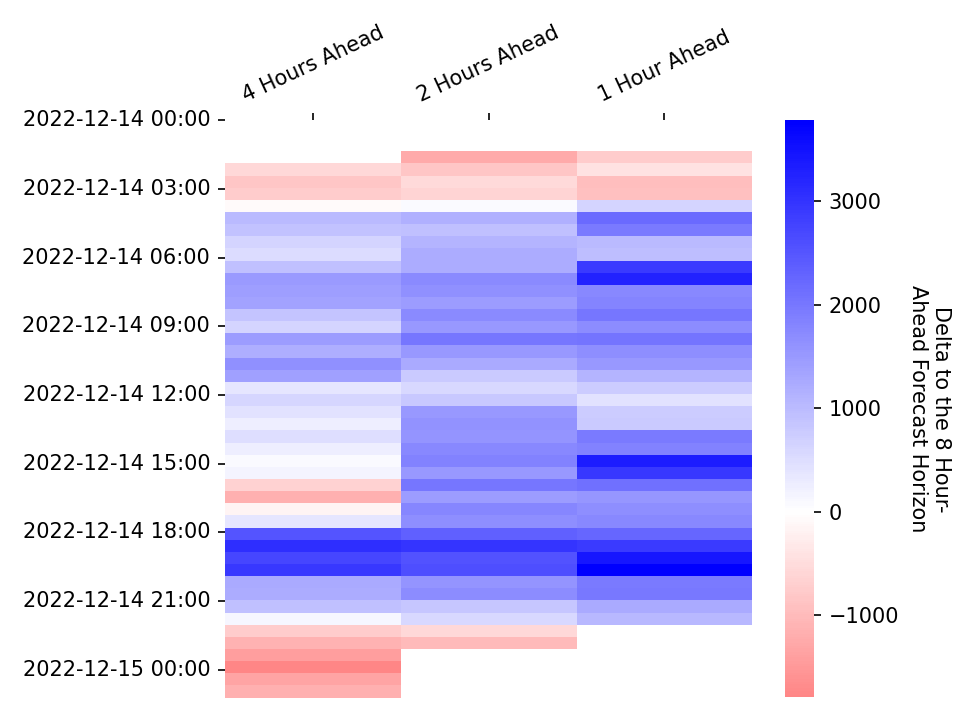 4 Hours Ahead
2 Hours Ahead
1 Hour Ahead
2022-12-14 00:00
2022-12-14 03:00
2022-12-14 06:00
2022-12-14 09:00
2022-12-14 12:00
2022-12-14 15:00
2022-12-14 18:00
2022-12-14 21:00
2022-12-15 00:00
3000
2000
1000
0
−1000
Delta to the 8 Hour-
Ahead Forecast Horizon